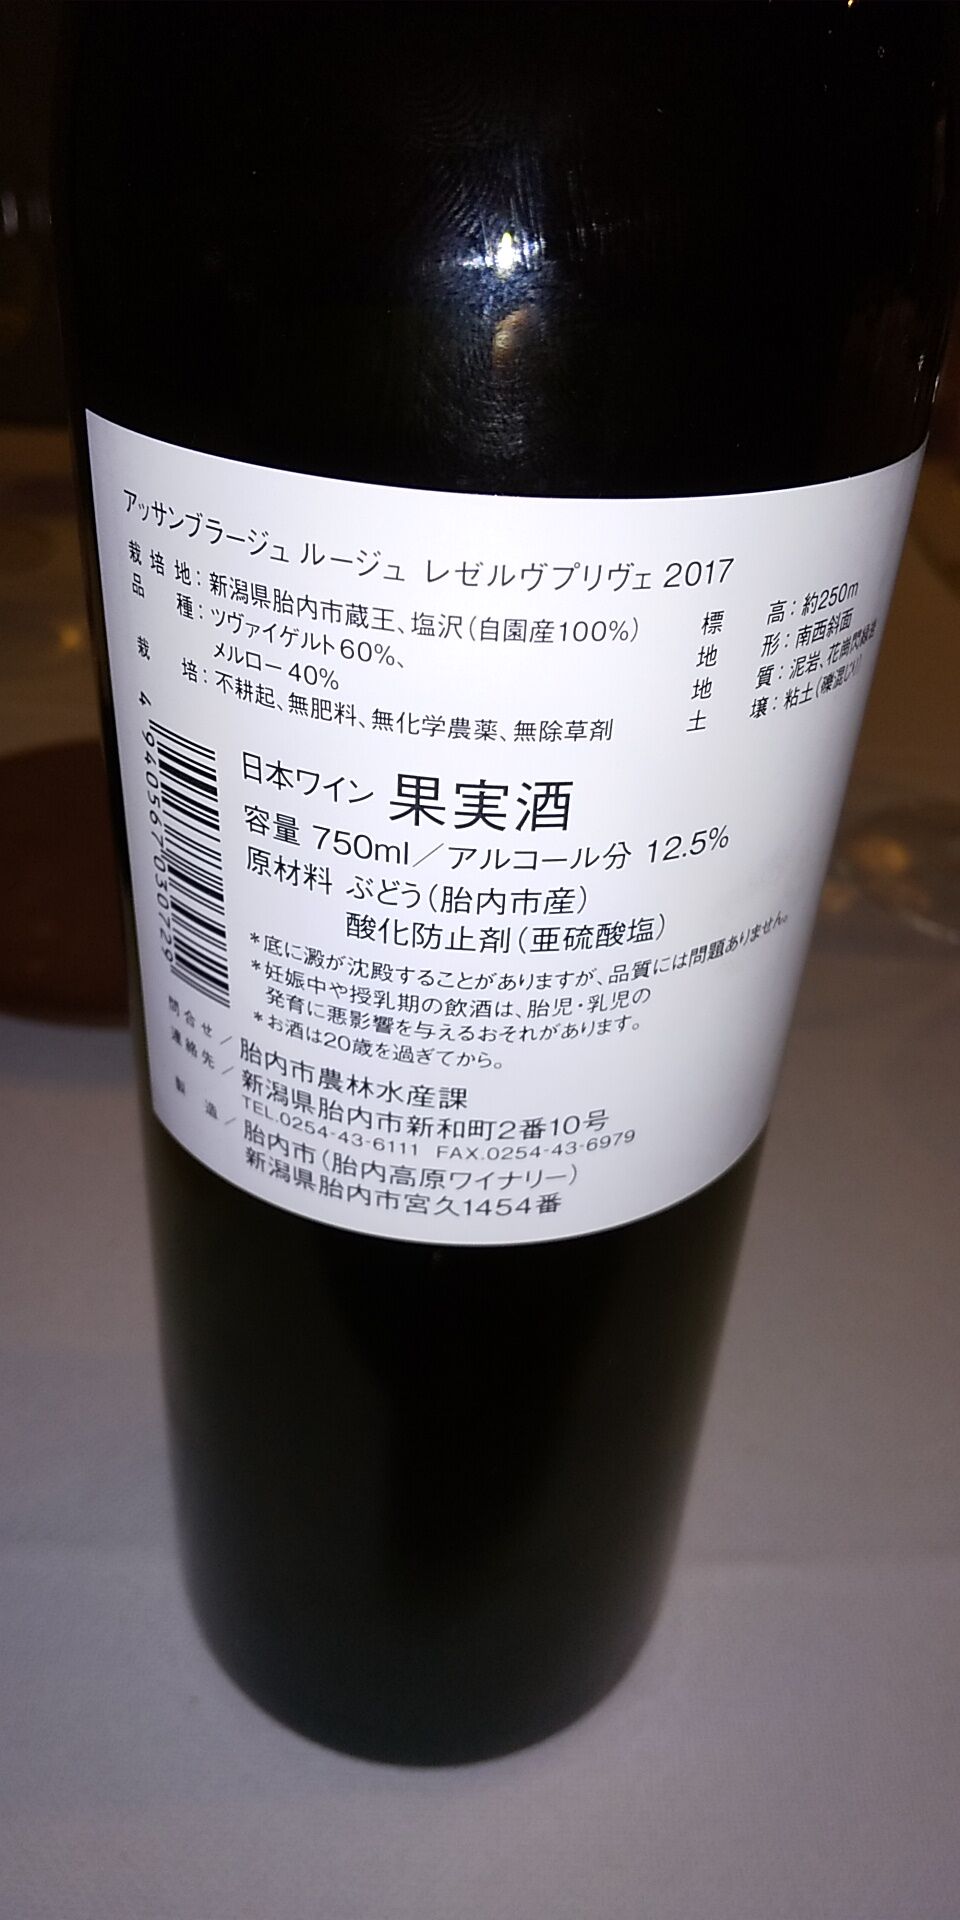 アッサンブラージュ ルージュ レゼルヴプリヴェ 2017
栽培地：新潟県胎内市蔵王、塩沢（自園産100%）
品種：ツヴァイゲルト60%、
メルロー40%
栽培：不耕起、無肥料、無化学農薬、無除草剤
標高：約250m
地形：南西斜面
地質：泥岩、花崗閃緑岩
土壌：粘土（礫混じり）
4940567030729
日本ワイン 果実酒
容量 750ml／アルコール分 12.5%
原材料 ぶどう（胎内市産）
酸化防止剤（亜硫酸塩）
＊底に澱が沈殿することがありますが、品質には問題ありません。
＊妊娠中や授乳期の飲酒は、胎児・乳児の
発育に悪影響を与えるおそれがあります。
＊お酒は20歳を過ぎてから。
問合せ／胎内市農林水産課
連絡先／新潟県胎内市新和町2番10号
TEL.0254-43-6111 FAX.0254-43-6979
製造／胎内市（胎内高原ワイナリー）
新潟県胎内市宮久1454番